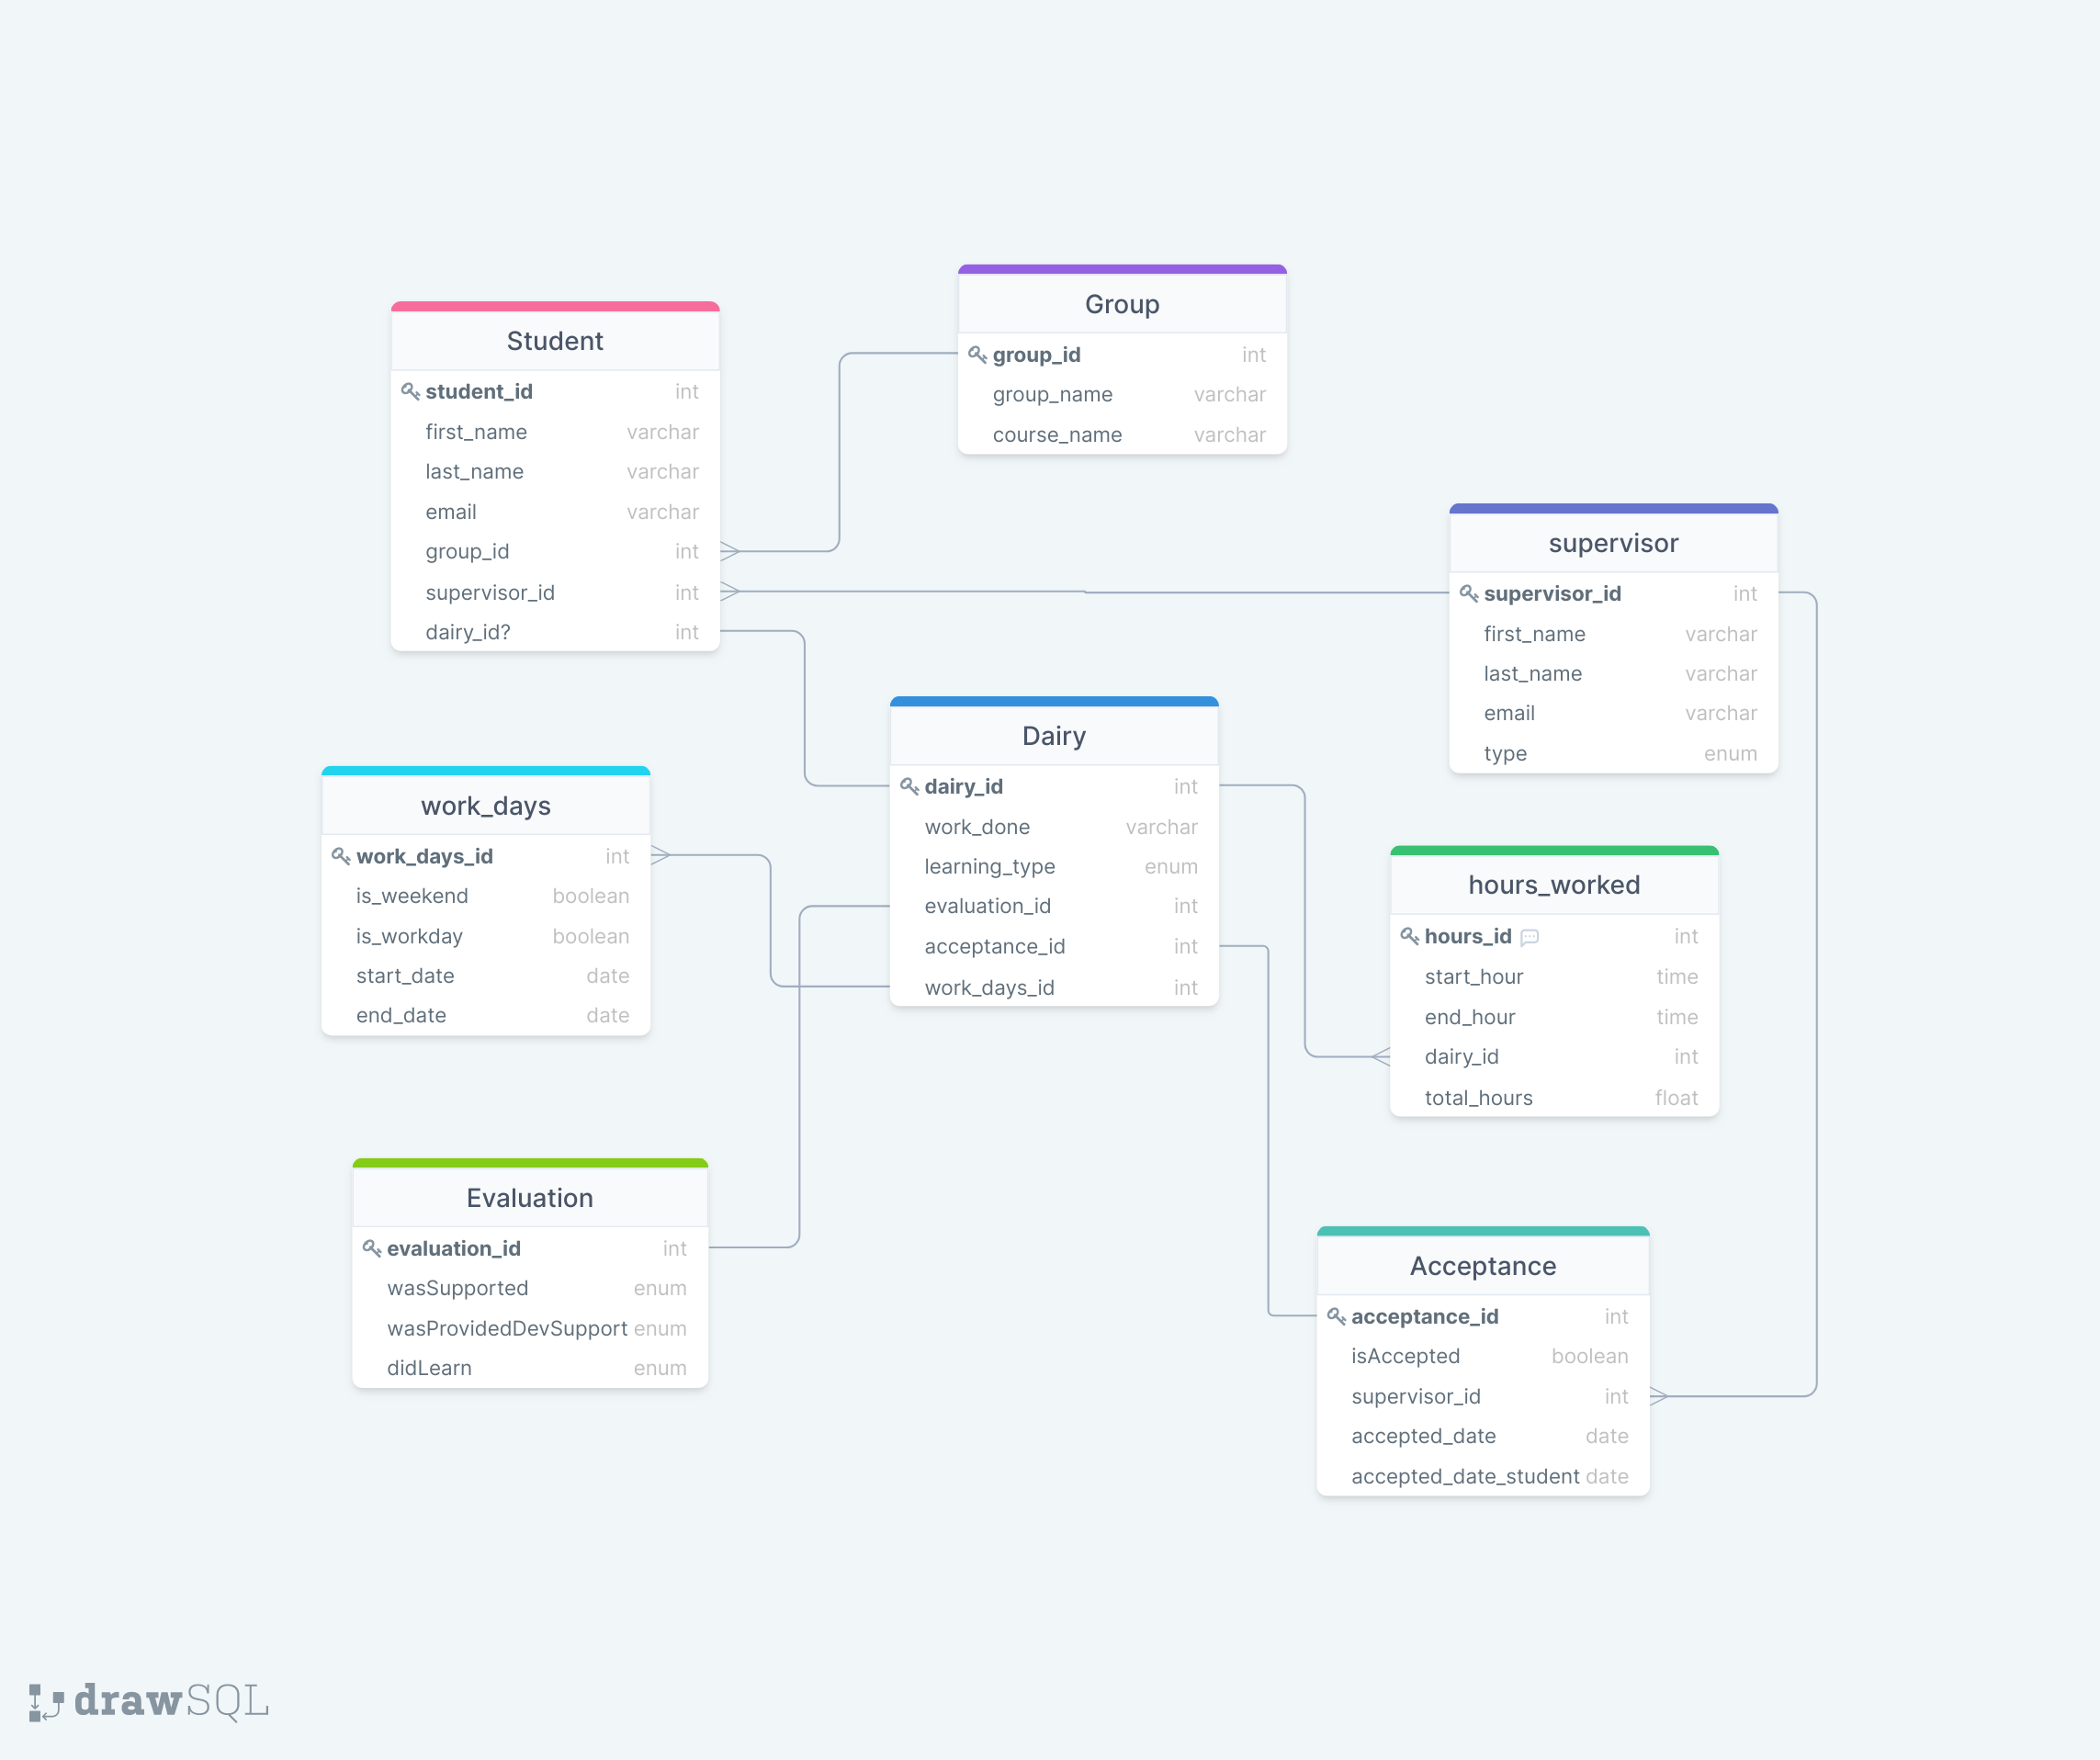 Group
group_id int
group_name varchar
course_name varchar
Student
student_id int
first_name varchar
last_name varchar
email varchar
group_id int
supervisor_id int
dairy_id? int
supervisor
supervisor_id int
first_name varchar
last_name varchar
email varchar
type enum
Dairy
dairy_id int
work_done varchar
learning_type enum
evaluation_id int
acceptance_id int
work_days_id int
work_days
work_days_id int
is_weekend boolean
is_workday boolean
start_date date
end_date date
hours_worked
hours_id int
start_hour time
end_hour time
dairy_id int
total_hours float
Evaluation
evaluation_id int
wasSupported enum
wasProvidedDevSupport enum
didLearn enum
Acceptance
acceptance_id int
isAccepted boolean
supervisor_id int
accepted_date date
accepted_date_student date
drawSQL